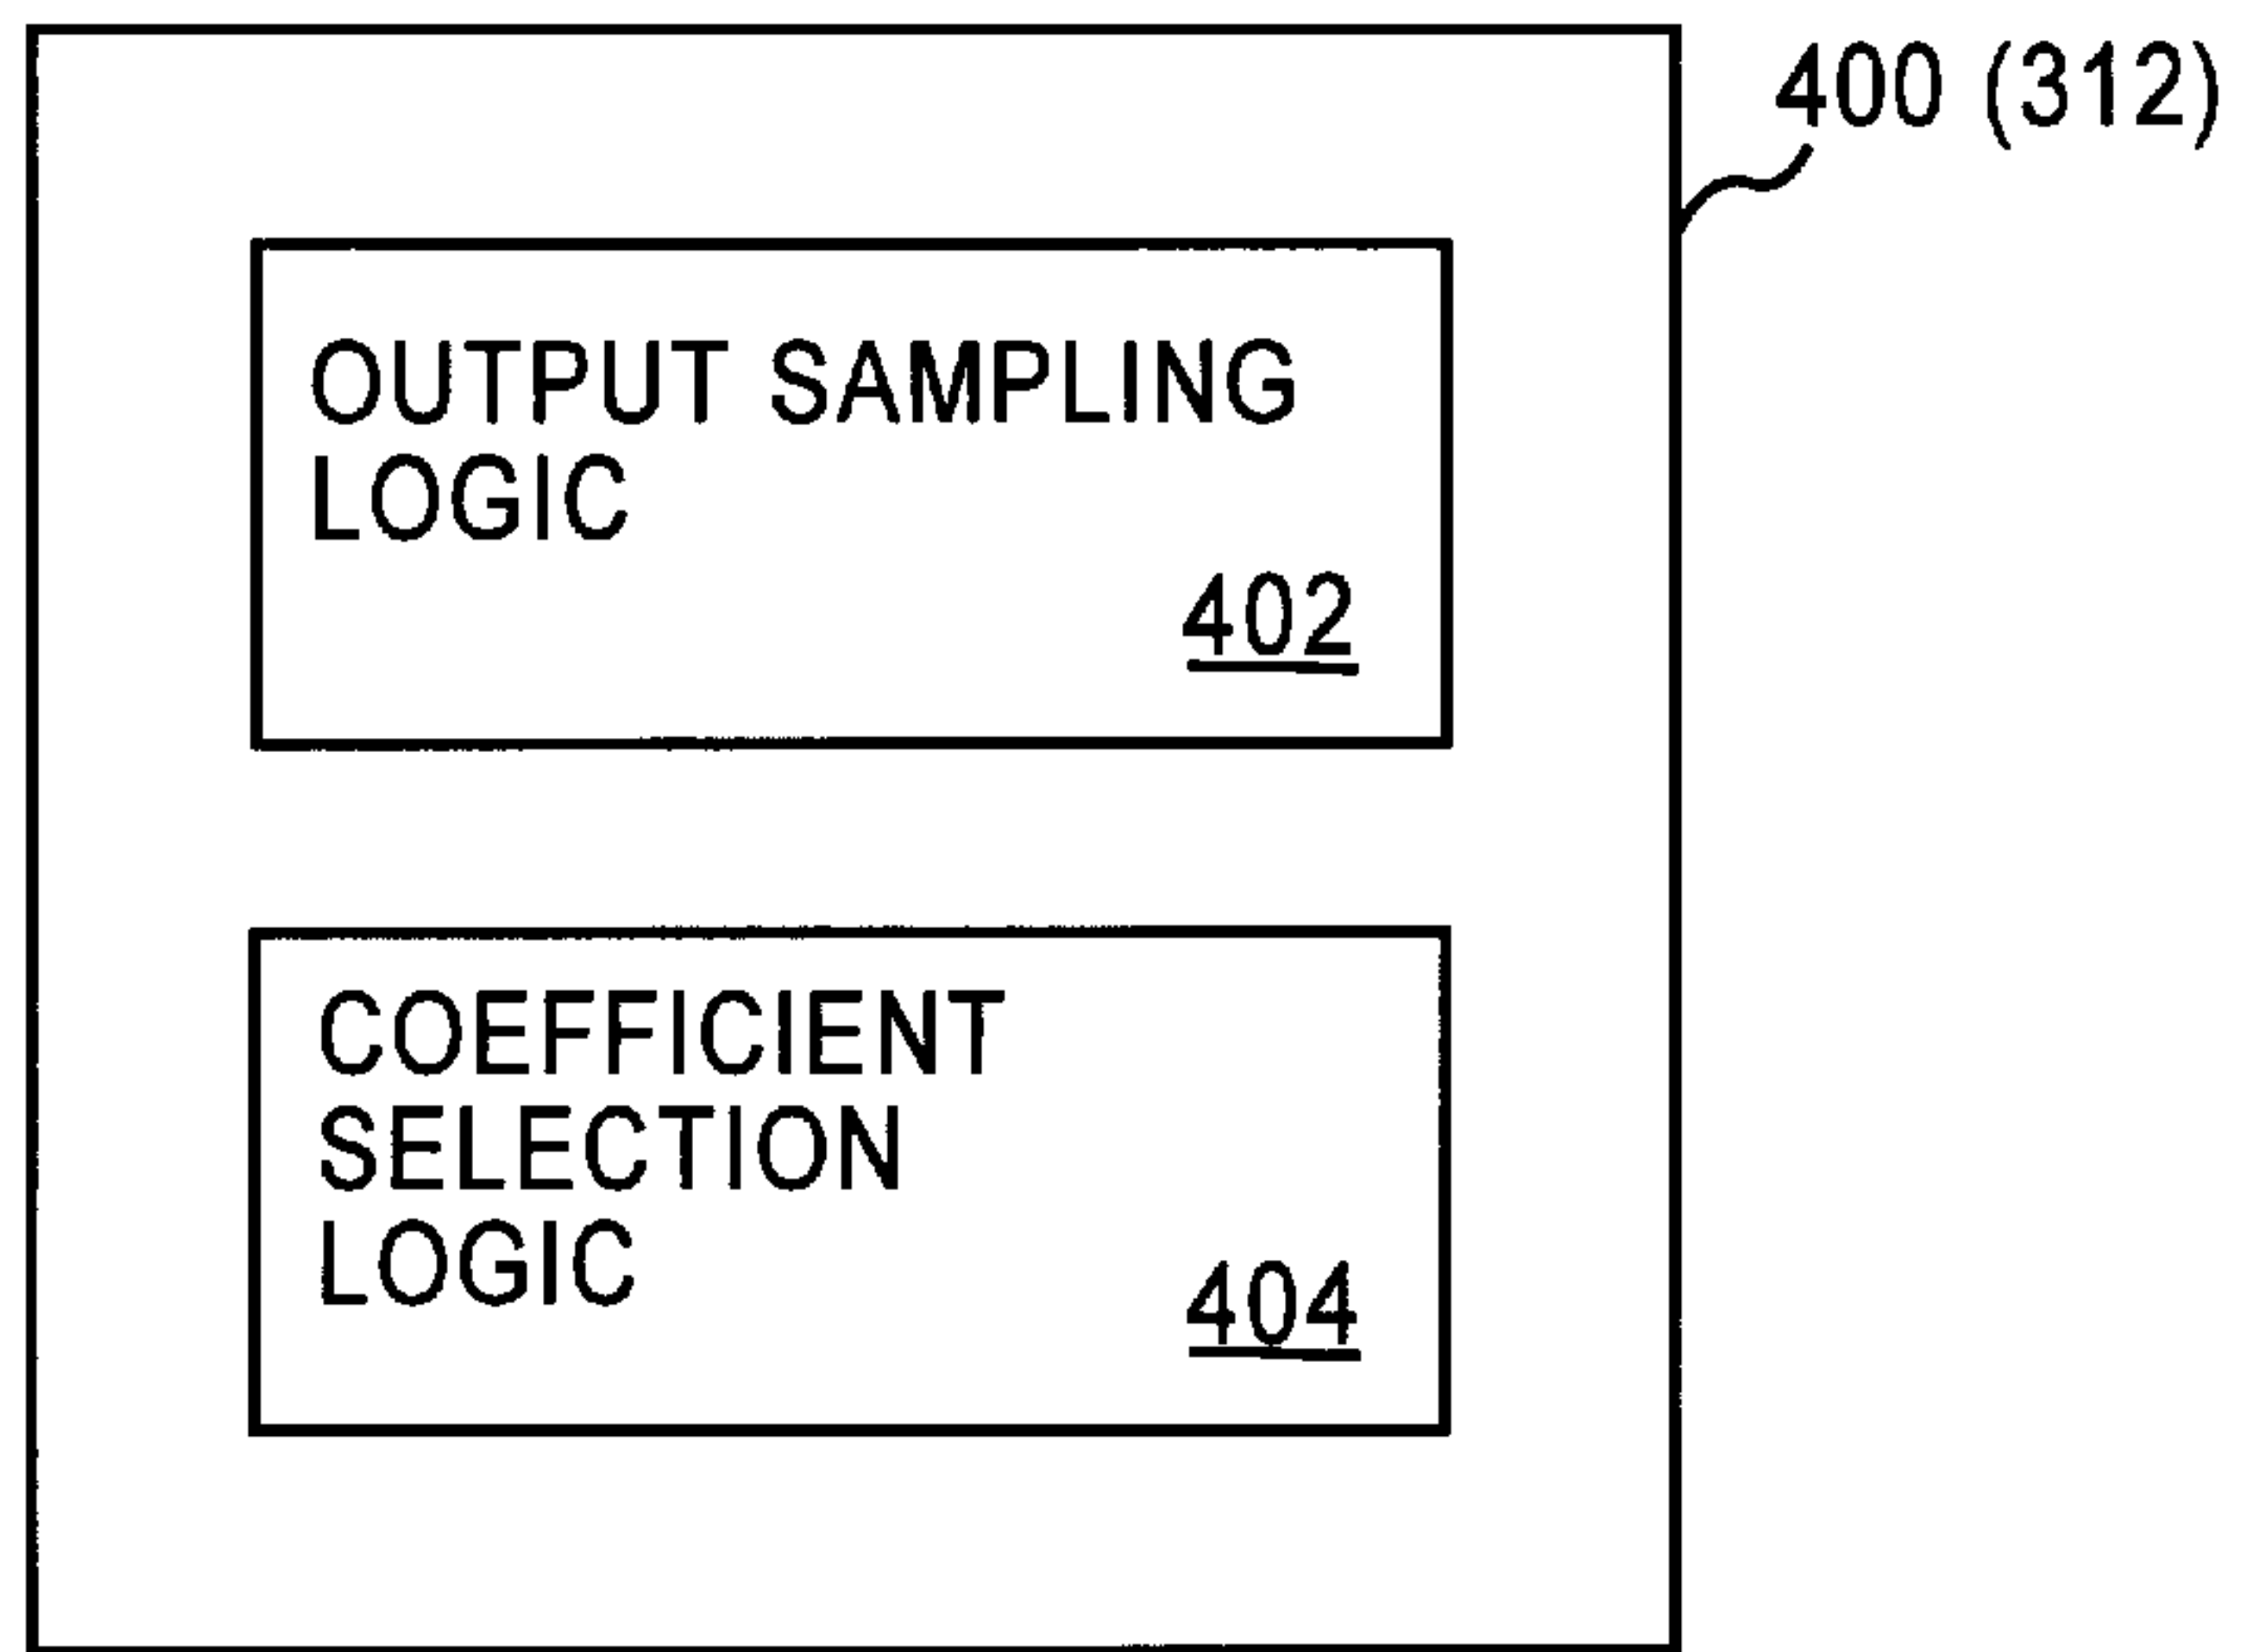 400 (312)
OUTPUT SAMPLING
LOGIC
402
COEFFICIENT
SELECTION
LOGIC
404